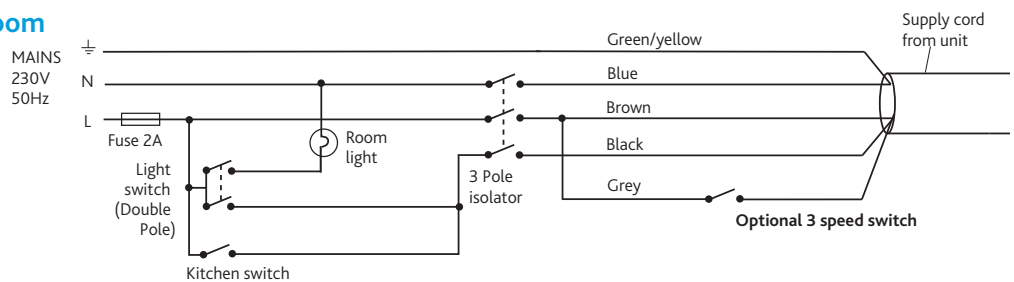 oom
MAINS
230V
50Hz
N
L
Fuse 2A
Light
switch
(Double
Pole)
Kitchen switch
Room
light
3 Pole
isolator
Green/yellow
Blue
Brown
Black
Grey
Optional 3 speed switch
Supply cord
from unit